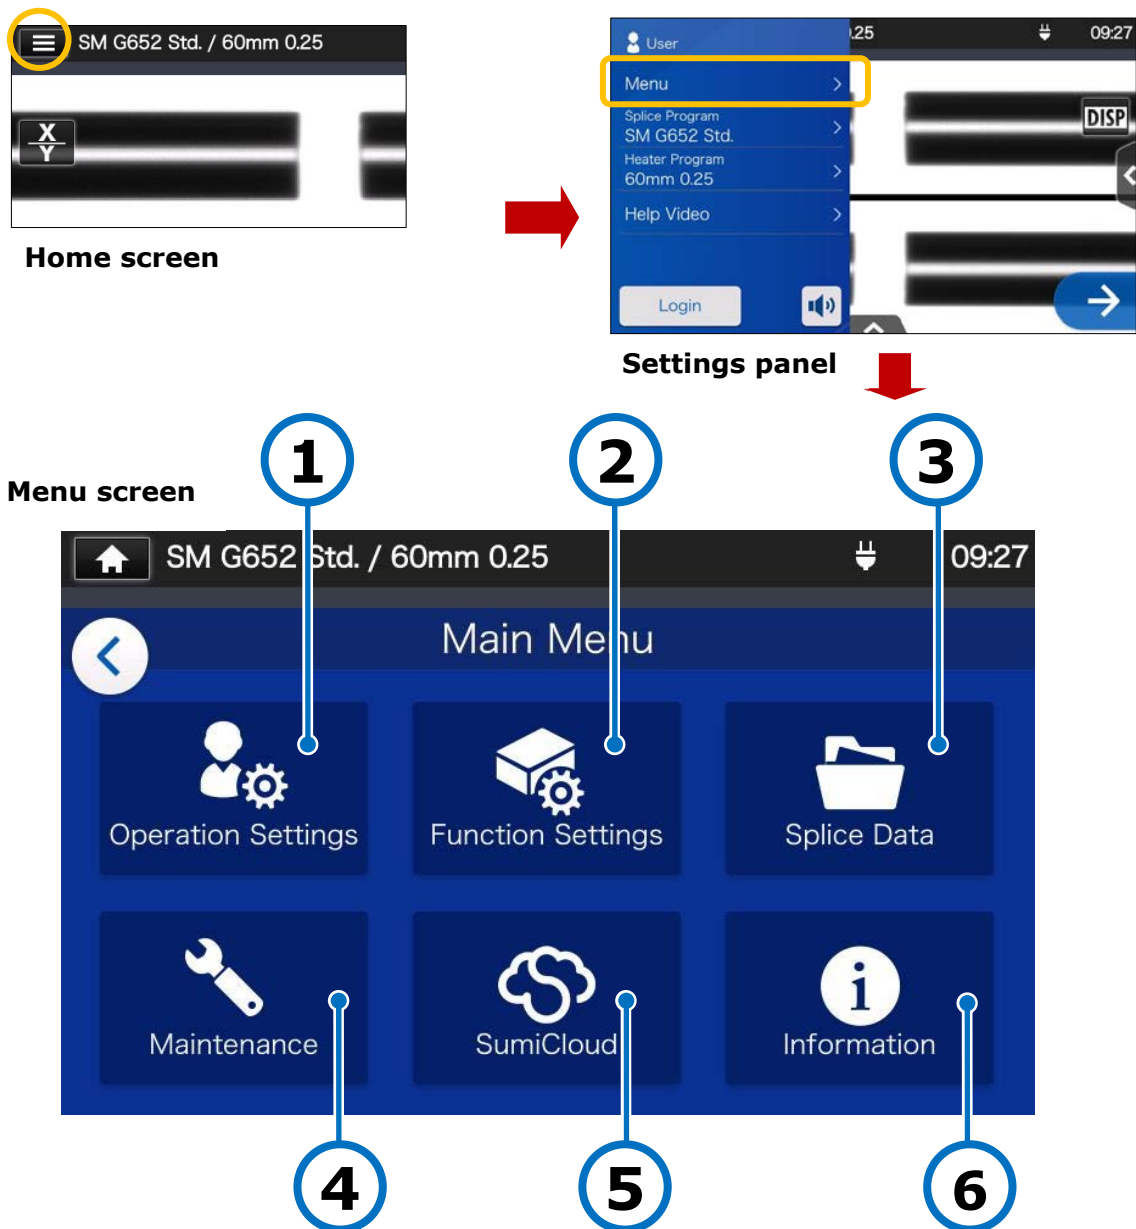 SM G652 Std. / 60mm 0.25
X
Y
Home screen
User
.25
09:27
Menu
Splice Program
SM G652 Std.
Heater Program
60mm 0.25
Help Video
Login
DISP
Settings panel
1
2
3
Menu screen
SM G652 Std. / 60mm 0.25
09:27
Main Menu
Operation Settings
Function Settings
Splice Data
Maintenance
SumiCloud
Information
4
5
6